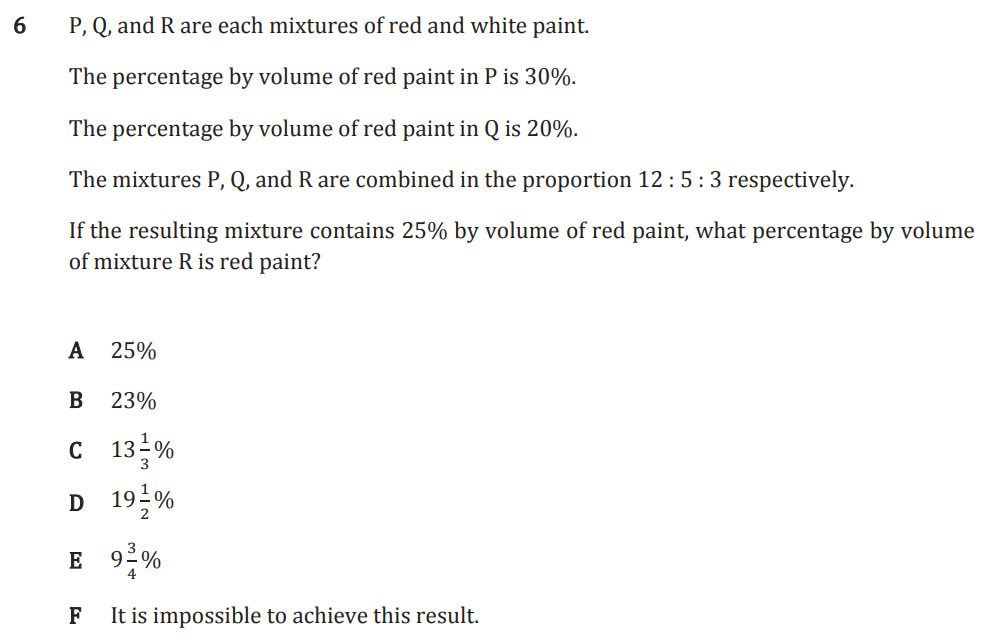 6 P, Q, and R are each mixtures of red and white paint.
The percentage by volume of red paint in P is 30%.
The percentage by volume of red paint in Q is 20%.
The mixtures P, Q, and R are combined in the proportion 12 : 5 : 3 respectively.
If the resulting mixture contains 25% by volume of red paint, what percentage by volume
of mixture R is red paint?
A 25%
B 23%
C 13 1/3 %
D 19 1/2 %
E 9 3/4 %
F It is impossible to achieve this result.